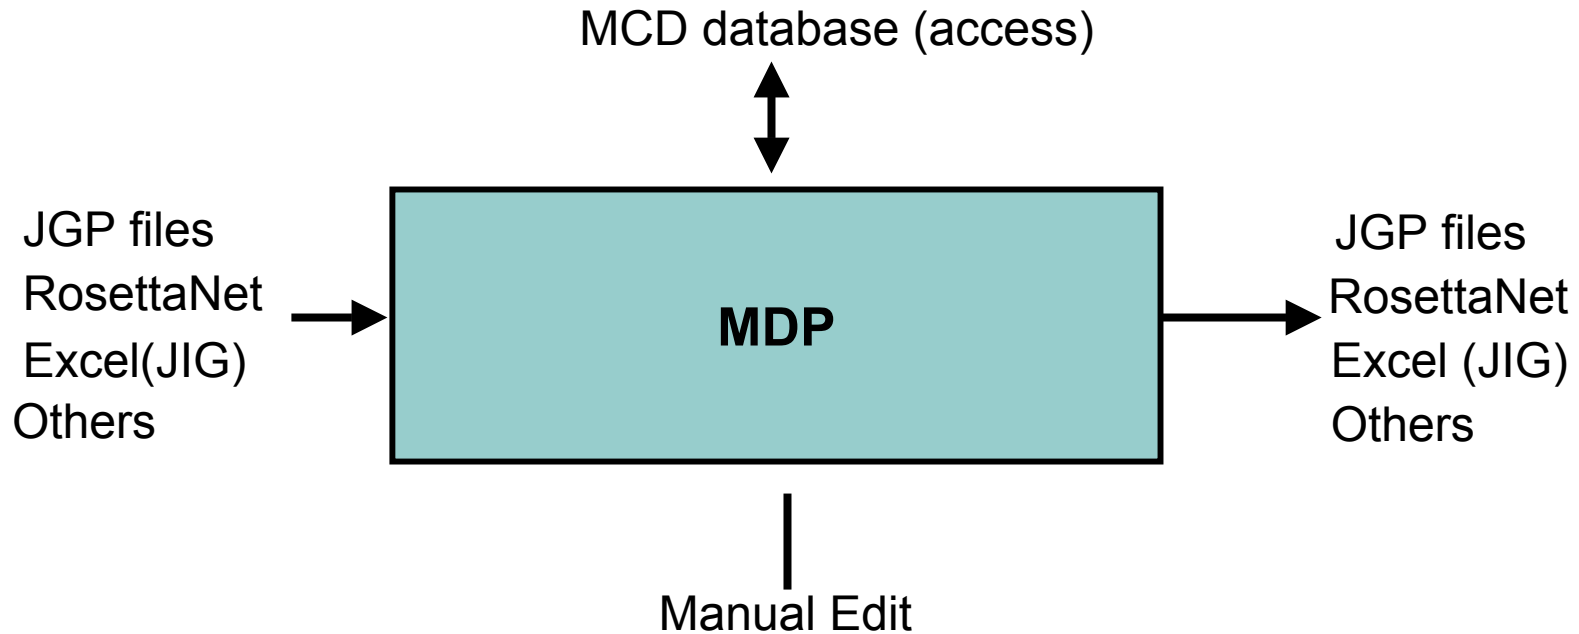 MCD database (access)
JGP files
RosettaNet
Excel(JIG)
Others
MDP
JGP files
RosettaNet
Excel (JIG)
Others
Manual Edit